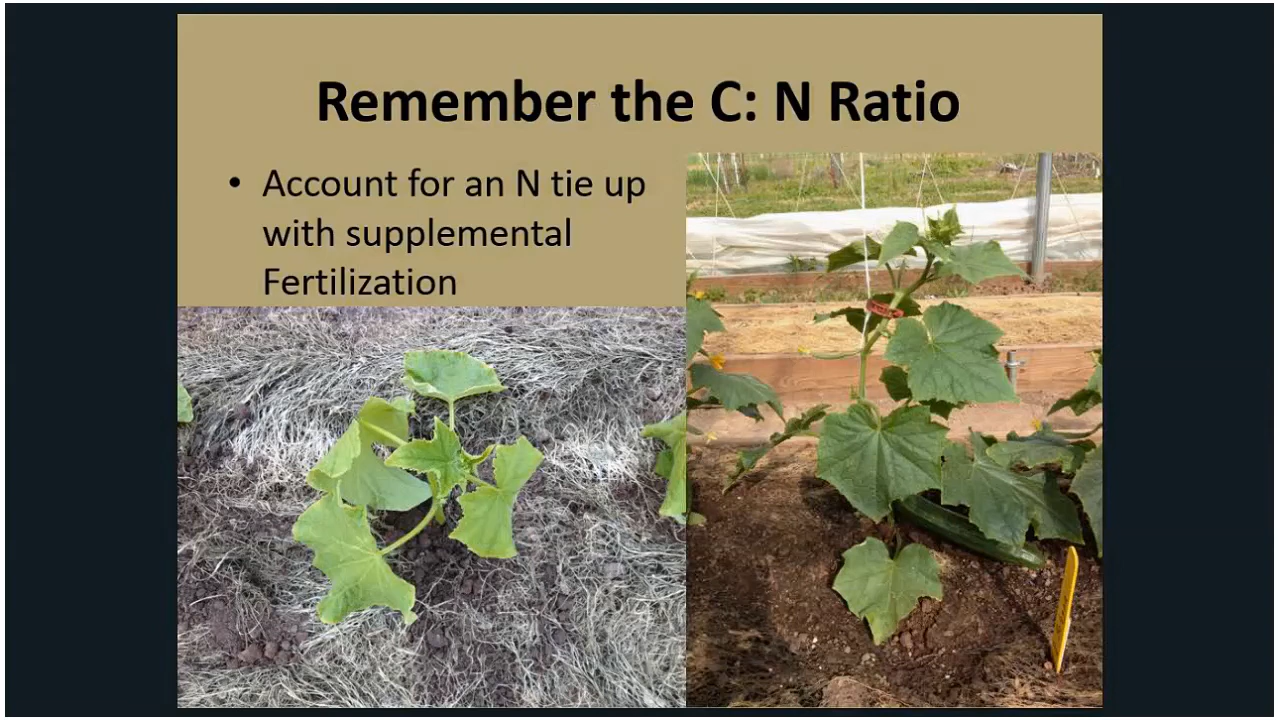 Remember the C: N Ratio
• Account for an N tie up
with supplemental
Fertilization